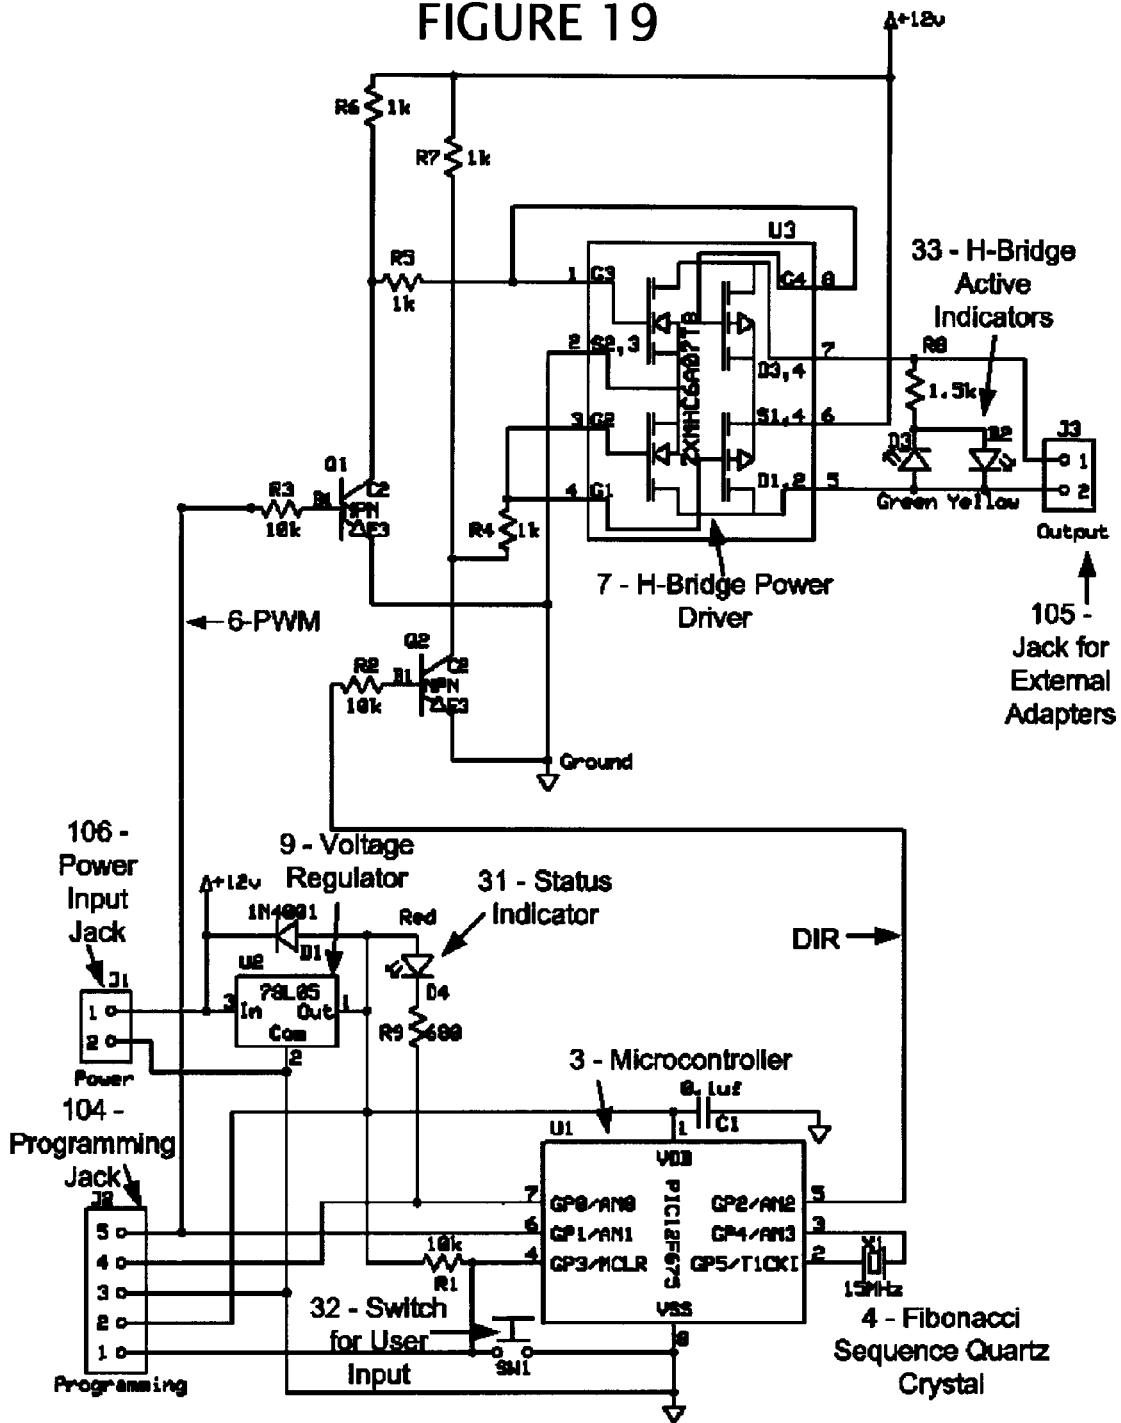 FIGURE 19
+12v
R6 1k
R7 1k
U3
R5
1k
1 G3
G4 8
33 - H-Bridge
Active
Indicators
2 S2,3
7
D3,4
R8
1.5k
ZXMHC6A07T8
3 G2
S1,4 6
D3
J3
1
2
Output
4 G1
D1,2 5
Green Yellow
Q1
R3
10k
B1
C2
NPN
E3
R4 1k
7 - H-Bridge Power
Driver
105 -
Jack for
External
Adapters
6-PWM
Q2
R2
10k
B1
C2
NPN
E3
Ground
106 -
Power
Input
Jack
9 - Voltage
Regulator
+12v
1N4001
D1
Red
31 - Status
Indicator
DIR
J1
1
2
Power
U2
78L05
3 In Out 1
Com
2
D4
R9 680
3 - Microcontroller
0.1uf
C1
104 -
Programming
Jack
J2
U1
1
VDD
7 GP0/AN0
GP2/AN2 5
5
6 GP1/AN1
GP4/AN3 3
4
10k
R1
4 GP3/MCLR
GP5/T1CKI 2
PIC12F675
X1
15MHz
3
2
1
VSS
8
32 - Switch
for User
Input
SW1
4 - Fibonacci
Sequence Quartz
Crystal
Programming